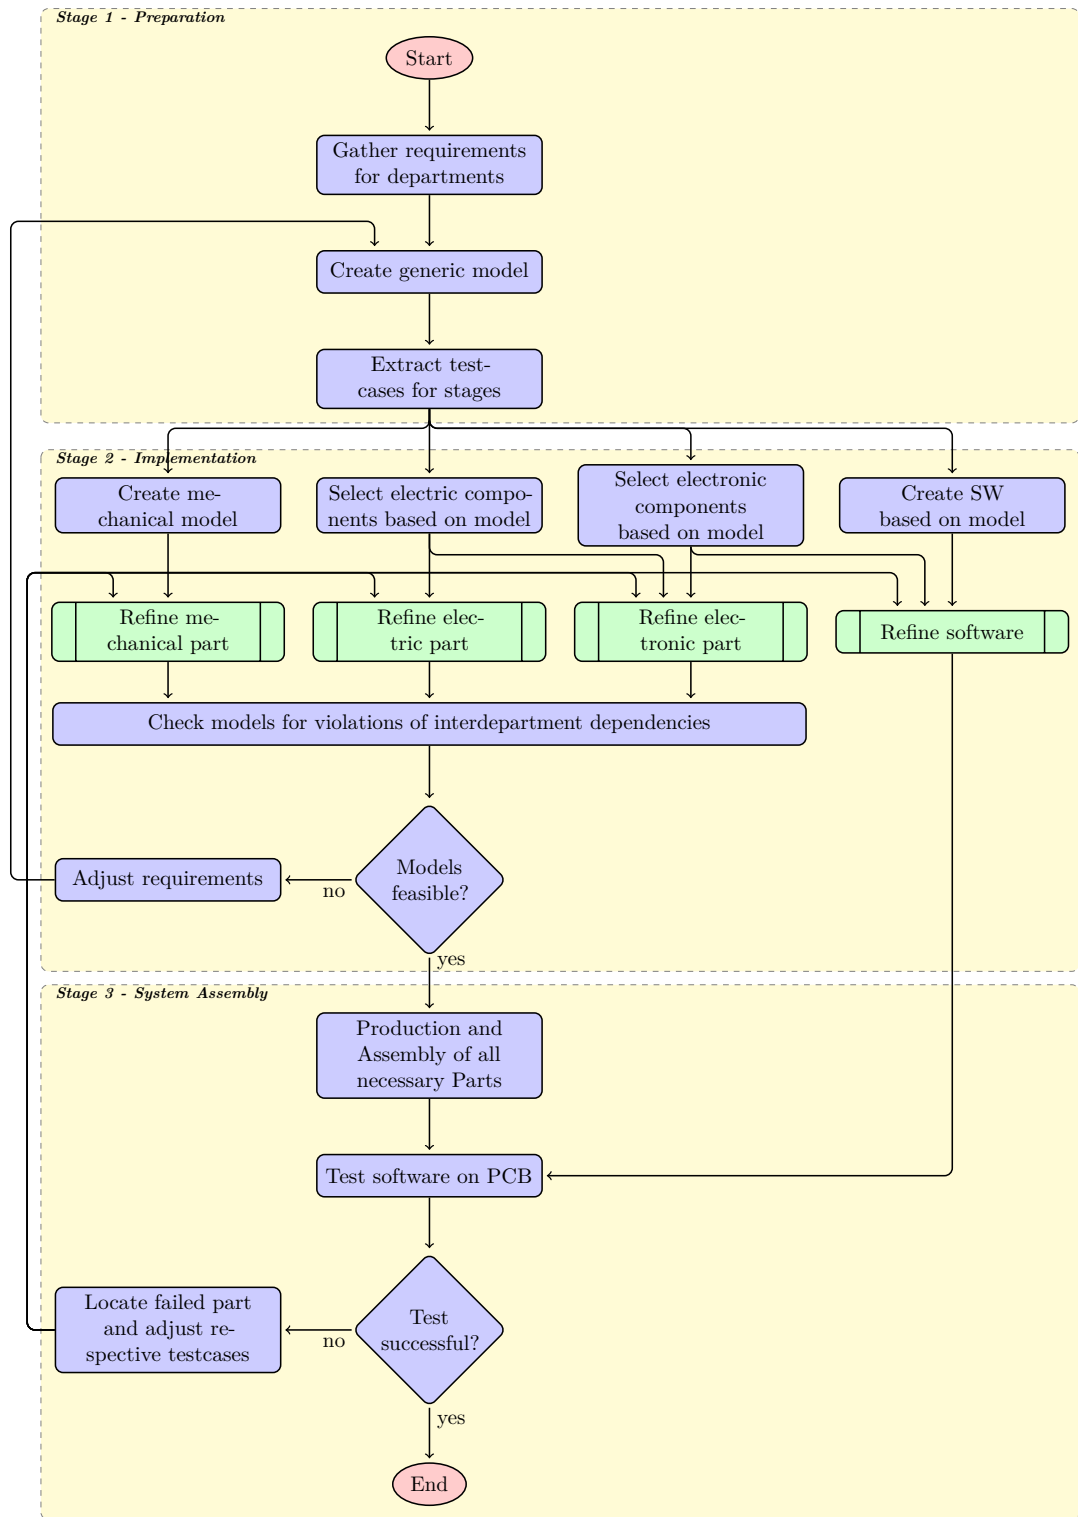 Stage 1 - Preparation
Start
Gather requirements
for departments
Create generic model
Extract test-
cases for stages
Stage 2 - Implementation
Create me-
chanical model
Select electric compo-
nents based on model
Select electronic
components
based on model
Create SW
based on model
Refine me-
chanical part
Refine elec-
tric part
Refine elec-
tronic part
Refine software
Check models for violations of interdepartment dependencies
Adjust requirements
no
Models
feasible?
yes
Stage 3 - System Assembly
Production and
Assembly of all
necessary Parts
Test software on PCB
Locate failed part
and adjust re-
spective testcases
no
Test
successful?
yes
End